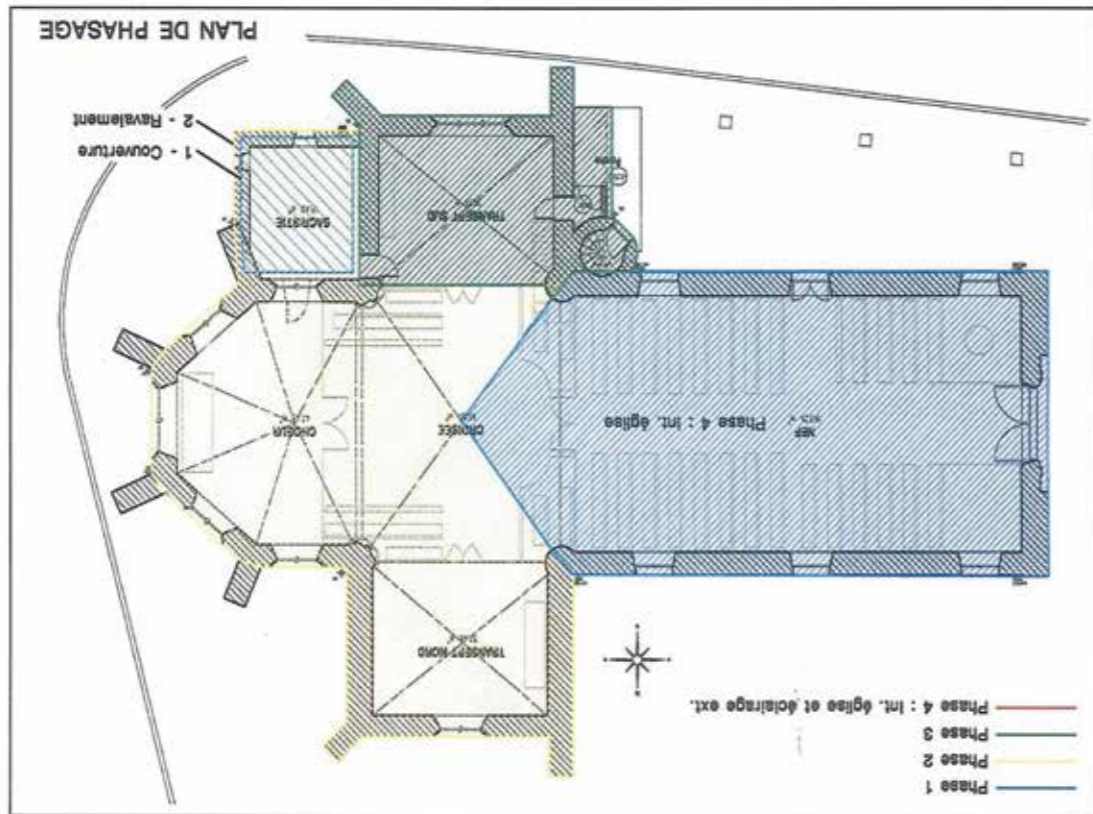 Phase 1
Phase 2
Phase 3
Phase 4 : Int. église et éclairage ext.
TRANSEPT NORD
NEF
Phase 4 : Int. église
CROISÉE
CHOEUR
TRANSEPT SUD
SACRISTIE
1 - Couverture
2 - Ravalement
PLAN DE PHASAGE